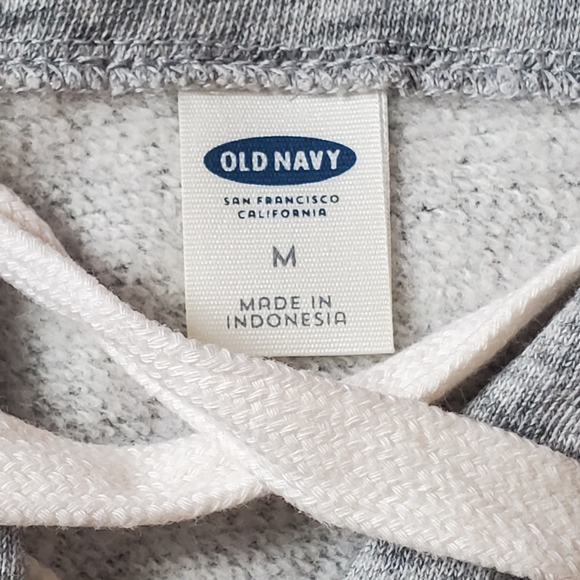 OLD NAVY
SAN FRANCISCO
CALIFORNIA
M
MADE IN
INDONESIA